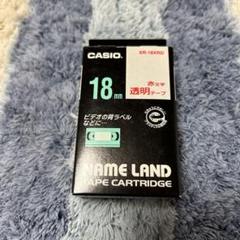 CASIO.
XR-18XRD
18mm
赤文字
透明テープ
ビデオの背ラベル
などに…
NAME LAND
TAPE CARTRIDGE